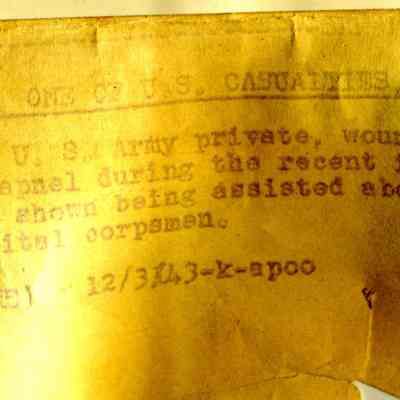 ONE OF U.S. CASUALTIES
U. S. Army private, woun
apnel during the recent i
shown being assisted abo
ital corpsmen.
12/3/43-k-apoo